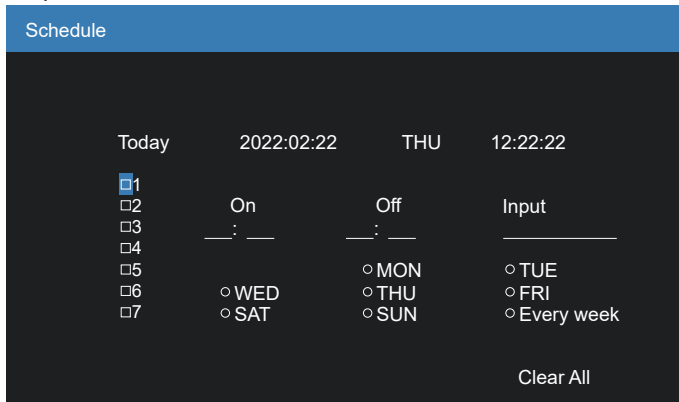 Schedule
Today 2022:02:22 THU 12:22:22
□1
□2 On Off Input
□3 __:__ __:__ ________
□4
□5 ○MON ○TUE
□6 ○WED ○THU ○FRI
□7 ○SAT ○SUN ○Every week
Clear All